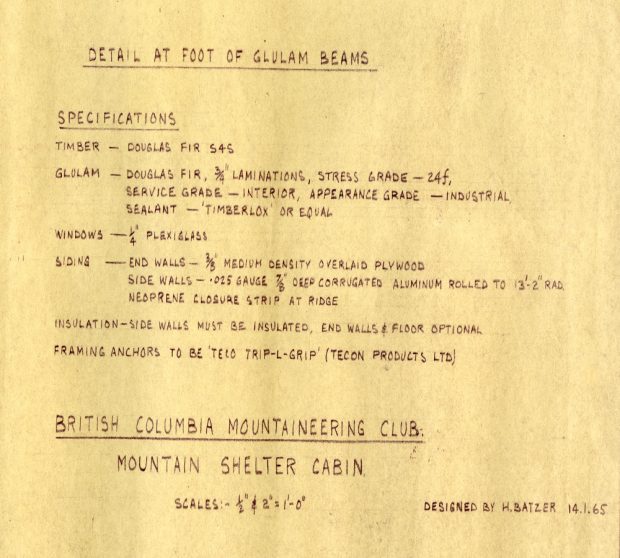 DETAIL AT FOOT OF GLULAM BEAMS
SPECIFICATIONS
TIMBER — DOUGLAS FIR S4S
GLULAM — DOUGLAS FIR, 3/4" LAMINATIONS, STRESS GRADE — 24f,
SERVICE GRADE — INTERIOR, APPEARANCE GRADE — INDUSTRIAL,
SEALANT — 'TIMBERLOX' OR EQUAL
WINDOWS — 1/4" PLEXIGLASS
SIDING — END WALLS — 3/8" MEDIUM DENSITY OVERLAID PLYWOOD
SIDE WALLS — .025 GAUGE 7/8" DEEP CORRUGATED ALUMINUM ROLLED TO 13'-2" RAD.
NEOPRENE CLOSURE STRIP AT RIDGE
INSULATION — SIDE WALLS MUST BE INSULATED, END WALLS & FLOOR OPTIONAL
FRAMING ANCHORS TO BE 'TECO TRIP-L-GRIP' (TECON PRODUCTS LTD)
BRITISH COLUMBIA MOUNTAINEERING CLUB.
MOUNTAIN SHELTER CABIN
SCALES:- 1/2" & 2" = 1'-0"
DESIGNED BY H. BATZER 14.1.65